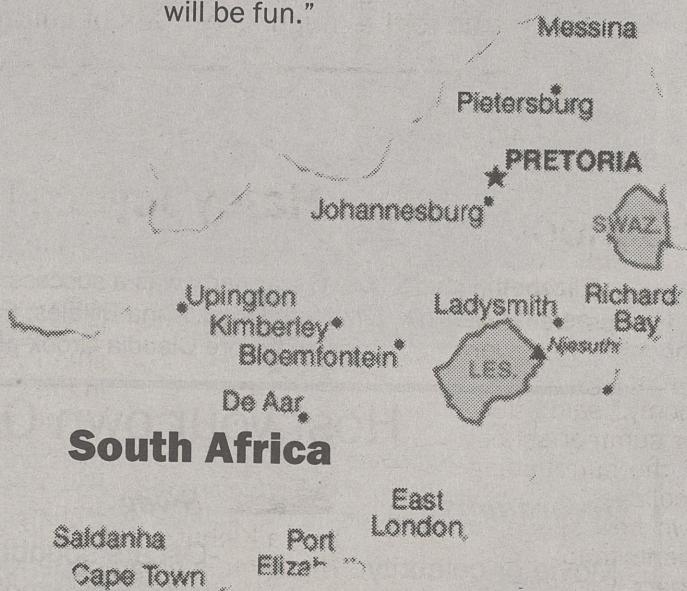 will be fun.”
Messina
Pietersburg
PRETORIA
Johannesburg
SWAZ.
Upington
Ladysmith
Richard
Bay
Kimberley
Njesuthi
Bloemfontein
LES.
De Aar
South Africa
East
London
Saldanha
Port
Cape Town